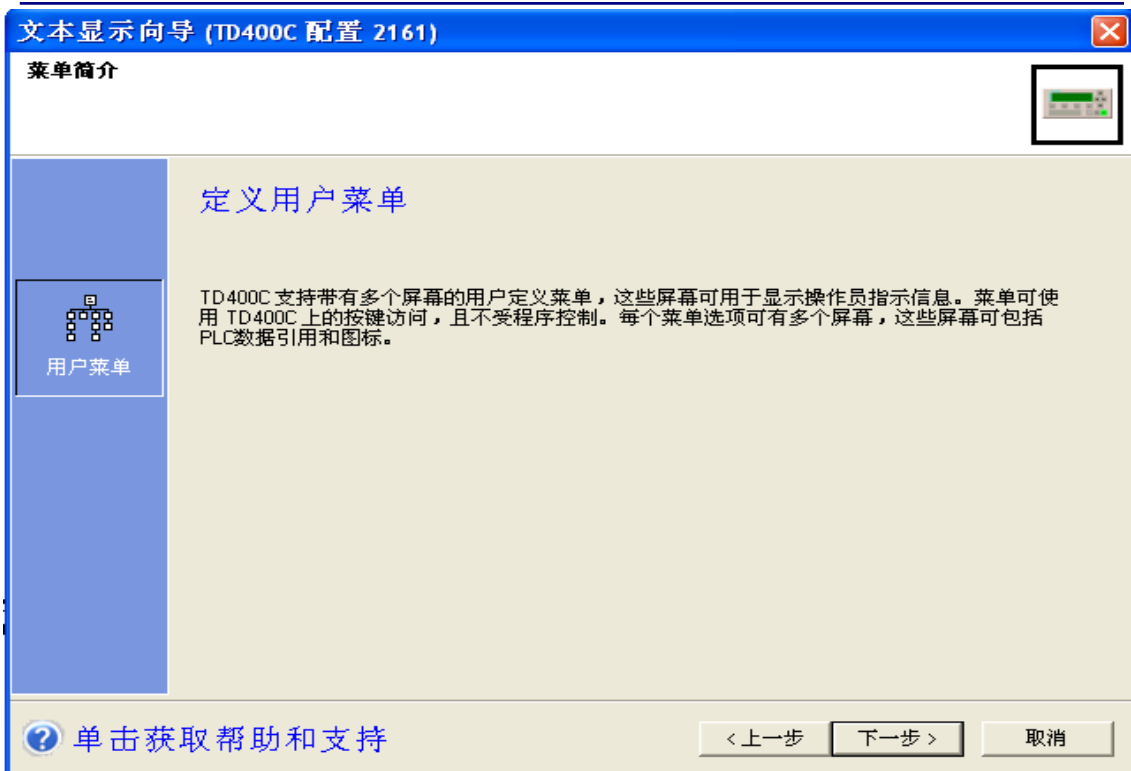 文本显示向导 (TD400C 配置 2161)
菜单简介
定义用户菜单
TD400C 支持带有多个屏幕的用户定义菜单，这些屏幕可用于显示操作员指示信息。菜单可使
用 TD400C 上的按键访问，且不受程序控制。每个菜单选项可有多个屏幕，这些屏幕可包括
PLC数据引用和图标。
用户菜单
单击获取帮助和支持
<上一步
下一步>
取消